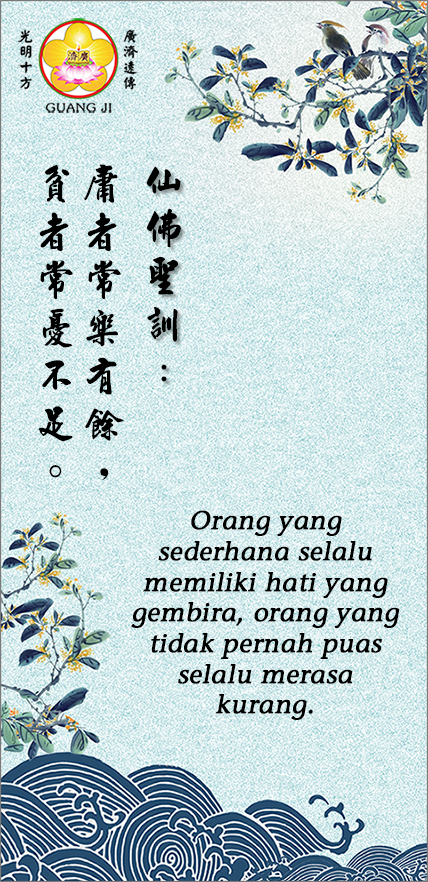 廣濟遠傳
光明十方
廣濟
GUANG JI
仙佛聖訓：
庸者常樂有餘，
貧者常憂不足。
Orang yang
sederhana selalu
memiliki hati yang
gembira, orang yang
tidak pernah puas
selalu merasa
kurang.